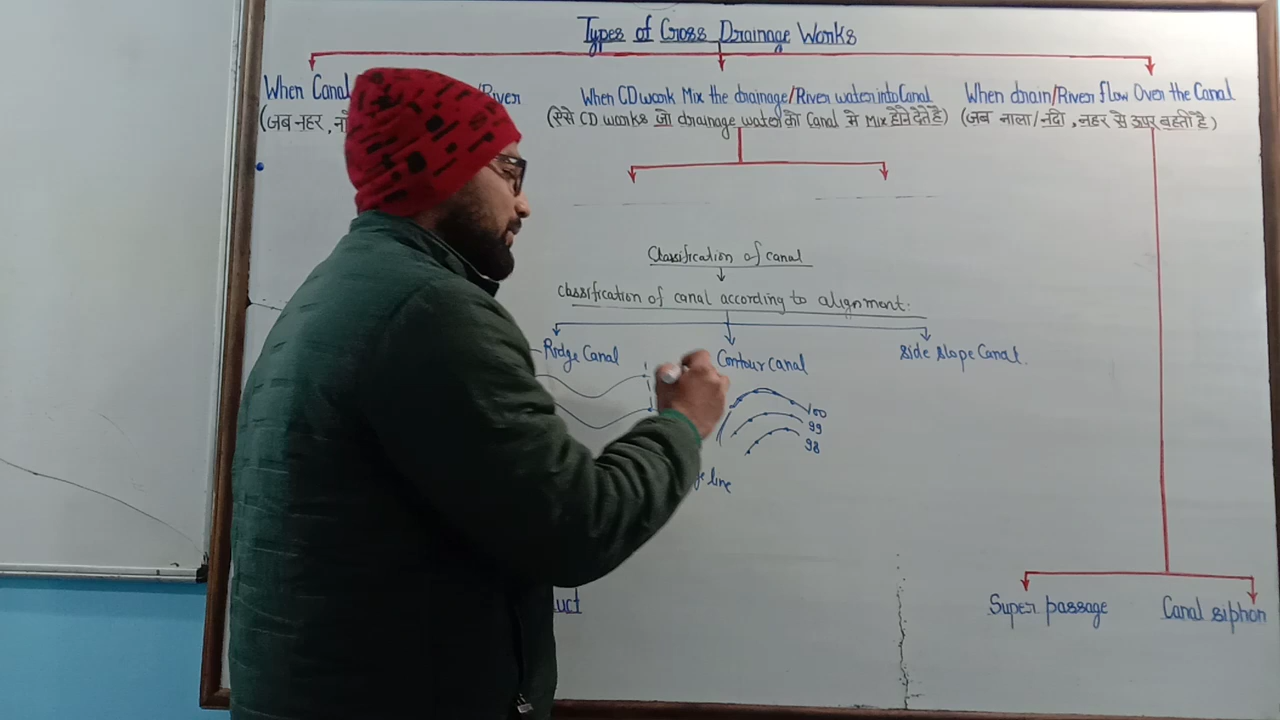 Types of Cross Drainage Works
When Canal
/River
(जब नहर, न
When CD work Mix the drainage/River water into Canal
(ऐसे CD works जो drainage water को Canal में Mix होने देते है)
When drain/River flow Over the Canal
(जब नाला/नदी, नहर से ऊपर बहती है)
Classification of canal
classification of canal according to alignment.
Ridge Canal
Contour canal
side slope Canal.
100
99
98
line
uct
Super passage
Canal siphon